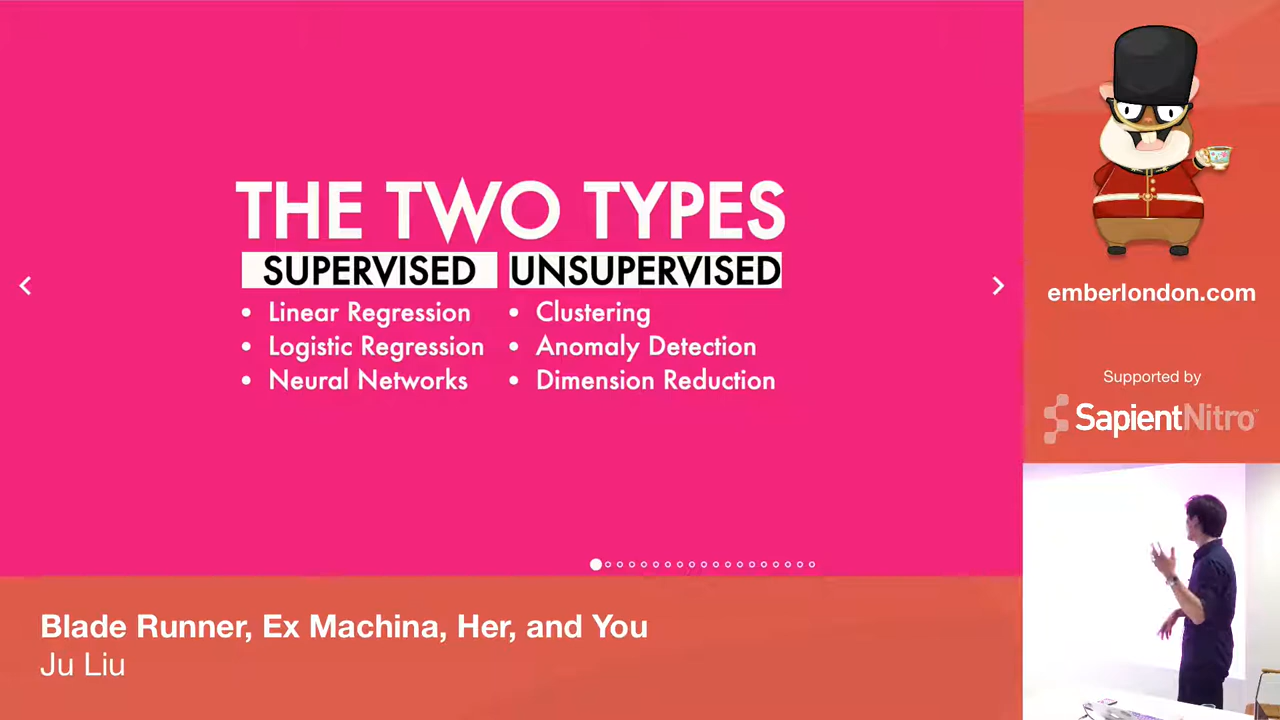 THE TWO TYPES
SUPERVISED
• Linear Regression
• Logistic Regression
• Neural Networks
UNSUPERVISED
• Clustering
• Anomaly Detection
• Dimension Reduction
emberlondon.com
Supported by
SapientNitro
Blade Runner, Ex Machina, Her, and You
Ju Liu